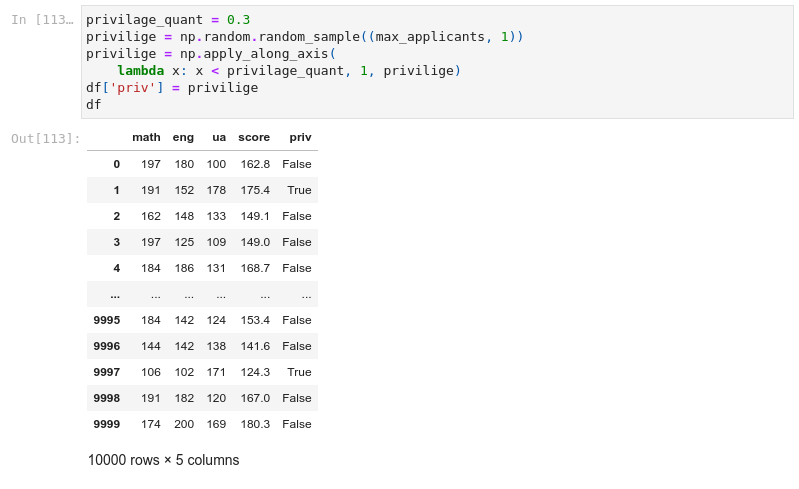 In [113…
privilage_quant = 0.3
privilige = np.random.random_sample((max_applicants, 1))
privilige = np.apply_along_axis(
    lambda x: x < privilage_quant, 1, privilige)
df['priv'] = privilige
df
Out[113]:
math eng ua score priv
0 197 180 100 162.8 False
1 191 152 178 175.4 True
2 162 148 133 149.1 False
3 197 125 109 149.0 False
4 184 186 131 168.7 False
... ... ... ... ... ...
9995 184 142 124 153.4 False
9996 144 142 138 141.6 False
9997 106 102 171 124.3 True
9998 191 182 120 167.0 False
9999 174 200 169 180.3 False
10000 rows × 5 columns